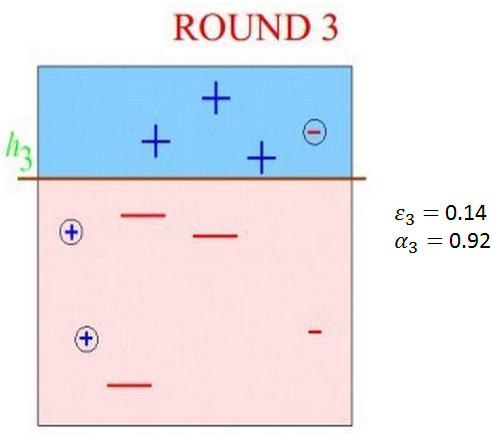 ROUND 3
h₃
ε₃ = 0.14
α₃ = 0.92